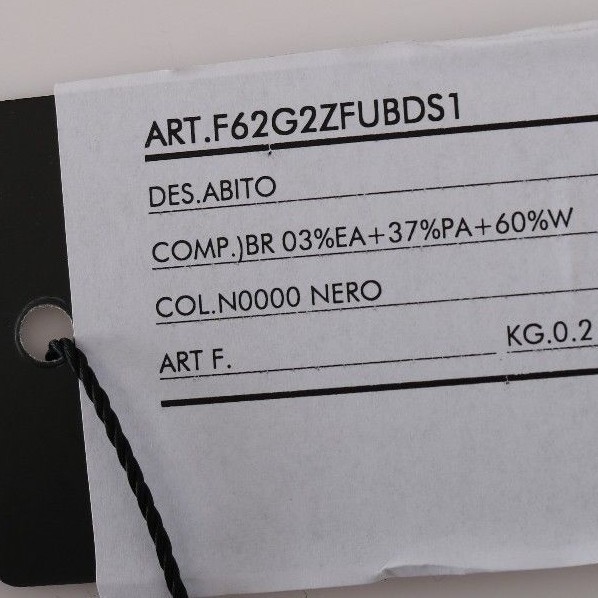 ART.F62G2ZFUBDS1
DES.ABITO
COMP.)BR 03%EA+37%PA+60%W
COL.N0000 NERO
ART F.
KG.0.2